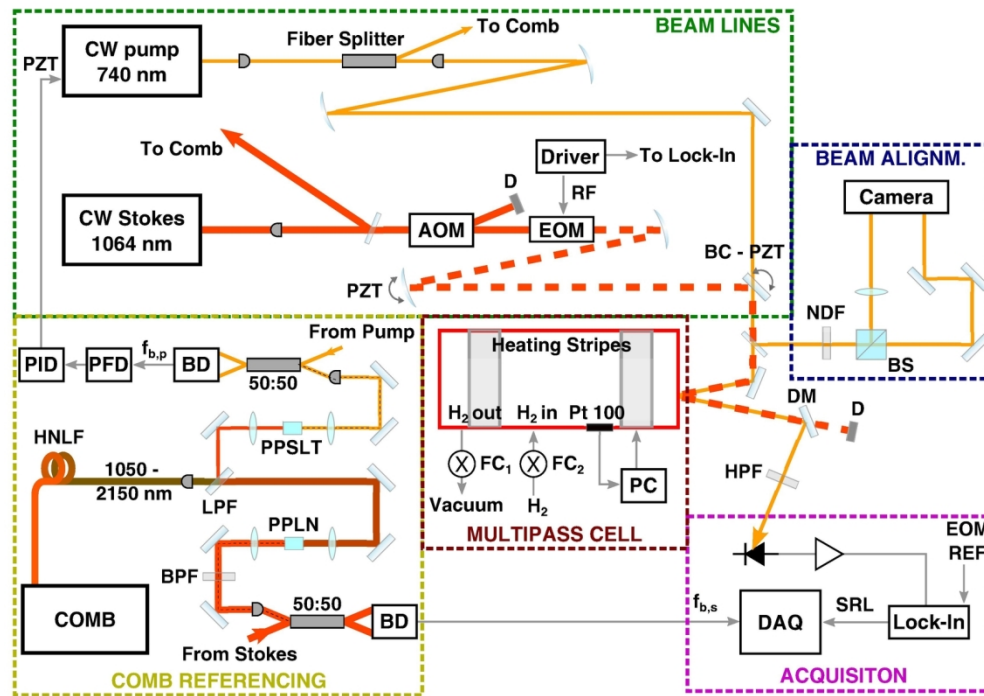 BEAM LINES
CW pump
740 nm
PZT
Fiber Splitter
To Comb
To Comb
CW Stokes
1064 nm
AOM
D
Driver
RF
EOM
To Lock-In
PZT
BC - PZT
BEAM ALIGNM.
Camera
NDF
BS
From Pump
PID
PFD
f_b,p
BD
50:50
PPSLT
HNLF
1050 -
2150 nm
LPF
PPLN
BPF
50:50
BD
COMB
From Stokes
COMB REFERENCING
Heating Stripes
H₂ out
H₂ in
Pt 100
FC₁
FC₂
PC
Vacuum
H₂
MULTIPASS CELL
DM
D
HPF
EOM
REF
f_b,s
DAQ
SRL
Lock-In
ACQUISITON